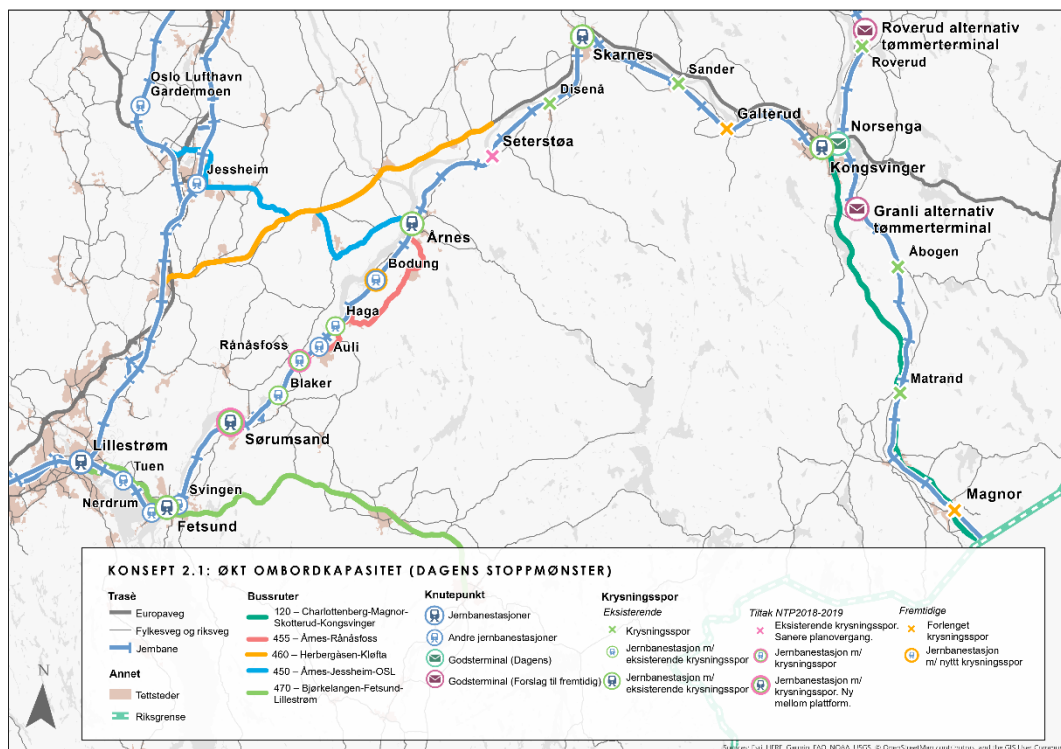 Roverud alternativ
tømmerterminal
Roverud
Skarnes
Sander
Oslo Lufthavn
Gardermoen
Disenå
Galterud
Norsenga
Seterstøa
Kongsvinger
Jessheim
Granli alternativ
tømmerterminal
Årnes
Åbogen
Bodung
Haga
Rånåsfoss
Auli
Matrand
Blaker
Sørumsand
Lillestrøm
Tuen
Svingen
Magnor
Nerdrum
Fetsund
KONSEPT 2.1: ØKT OMBORDKAPASITET (DAGENS STOPPMØNSTER)
Trasè
Europaveg
Fylkesveg og riksveg
Jernbane
Annet
Tettsteder
Riksgrense
Bussruter
120 – Charlottenberg-Magnor-
Skotterud-Kongsvinger
455 – Årnes-Rånåsfoss
460 – Herbergåsen-Kløfta
450 – Årnes-Jessheim-OSL
470 – Bjørkelangen-Fetsund-
Lillestrøm
Knutepunkt
Jernbanestasjoner
Andre jernbanestasjoner
Godsterminal (Dagens)
Godsterminal (Forslag til fremtidig)
Krysningsspor
Eksisterende
Krysningsspor
Jernbanestasjon m/
eksisterende krysningsspor
Jernbanestasjon m/
eksisterende krysningsspor
Tiltak NTP2018-2019
Eksisterende krysningsspor.
Sanere planovergang.
Jernbanestasjon m/
krysningsspor
Jernbanestasjon m/
krysningsspor. Ny
mellom plattform.
Fremtidige
Forlenget
krysningsspor
Jernbanestasjon
m/ nyttt krysningsspor
N